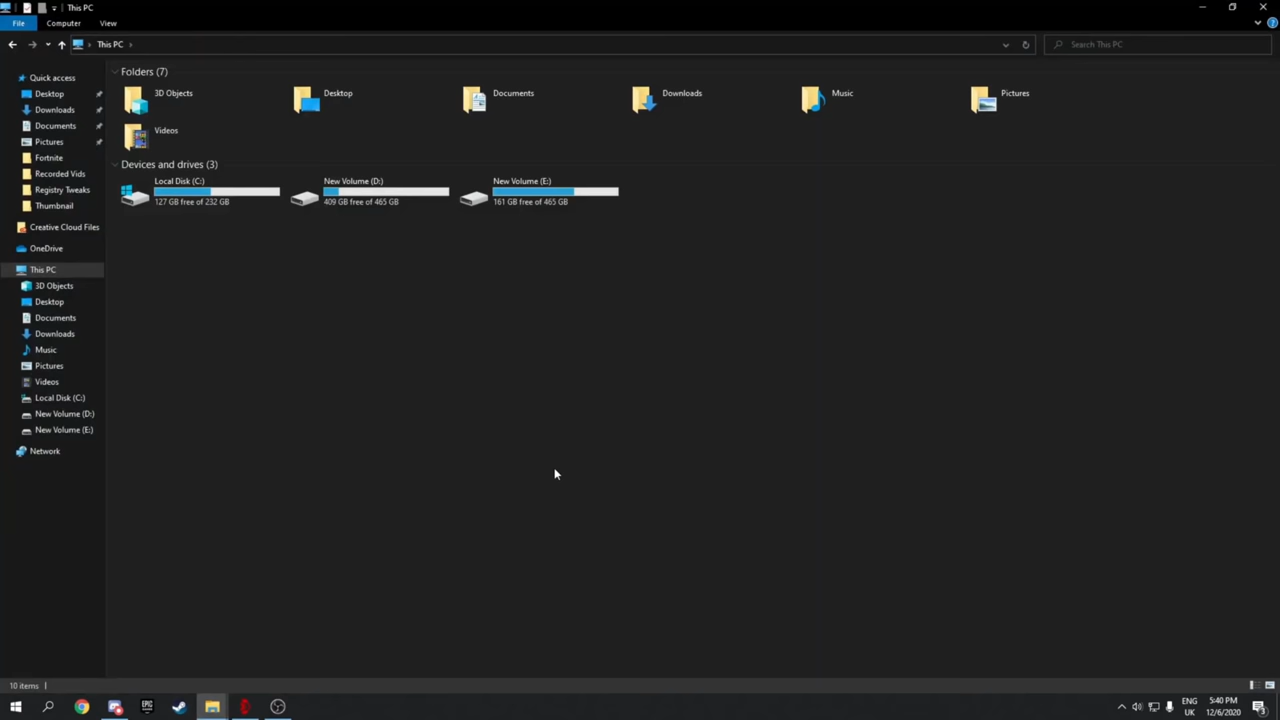 This PC
File
Computer
View
This PC
Search This PC
Quick access
Desktop
Downloads
Documents
Pictures
Fortnite
Recorded Vids
Registry Tweaks
Thumbnail
Creative Cloud Files
OneDrive
This PC
3D Objects
Desktop
Documents
Downloads
Music
Pictures
Videos
Local Disk (C:)
New Volume (D:)
New Volume (E:)
Network
Folders (7)
3D Objects
Desktop
Documents
Downloads
Music
Pictures
Videos
Devices and drives (3)
Local Disk (C:)
127 GB free of 232 GB
New Volume (D:)
409 GB free of 465 GB
New Volume (E:)
161 GB free of 465 GB
10 items
EPIC
ENG
UK
5:40 PM
12/6/2020
3